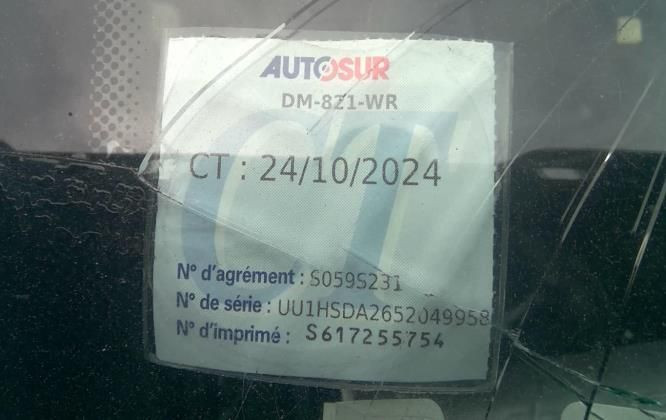 AUTOSUR
DM-821-WR
CT : 24/10/2024
N° d'agrément : S059S231
N° de série : UU1HSDA2652049958
N° d'imprimé : S617255754